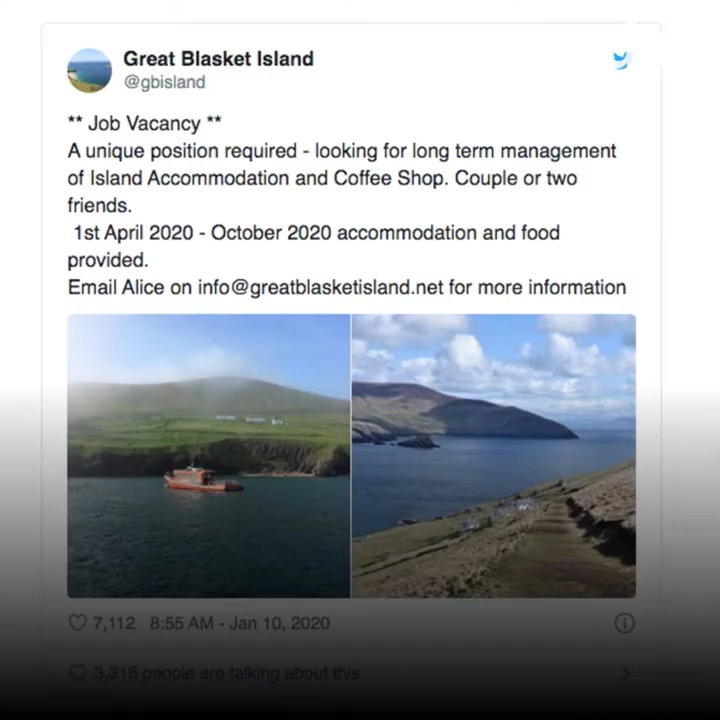 Great Blasket Island
@gbisland
** Job Vacancy **
A unique position required - looking for long term management
of Island Accommodation and Coffee Shop. Couple or two
friends.
1st April 2020 - October 2020 accommodation and food
provided.
Email Alice on info@greatblasketisland.net for more information
7,112 8:55 AM - Jan 10, 2020
3,316 people are talking about this